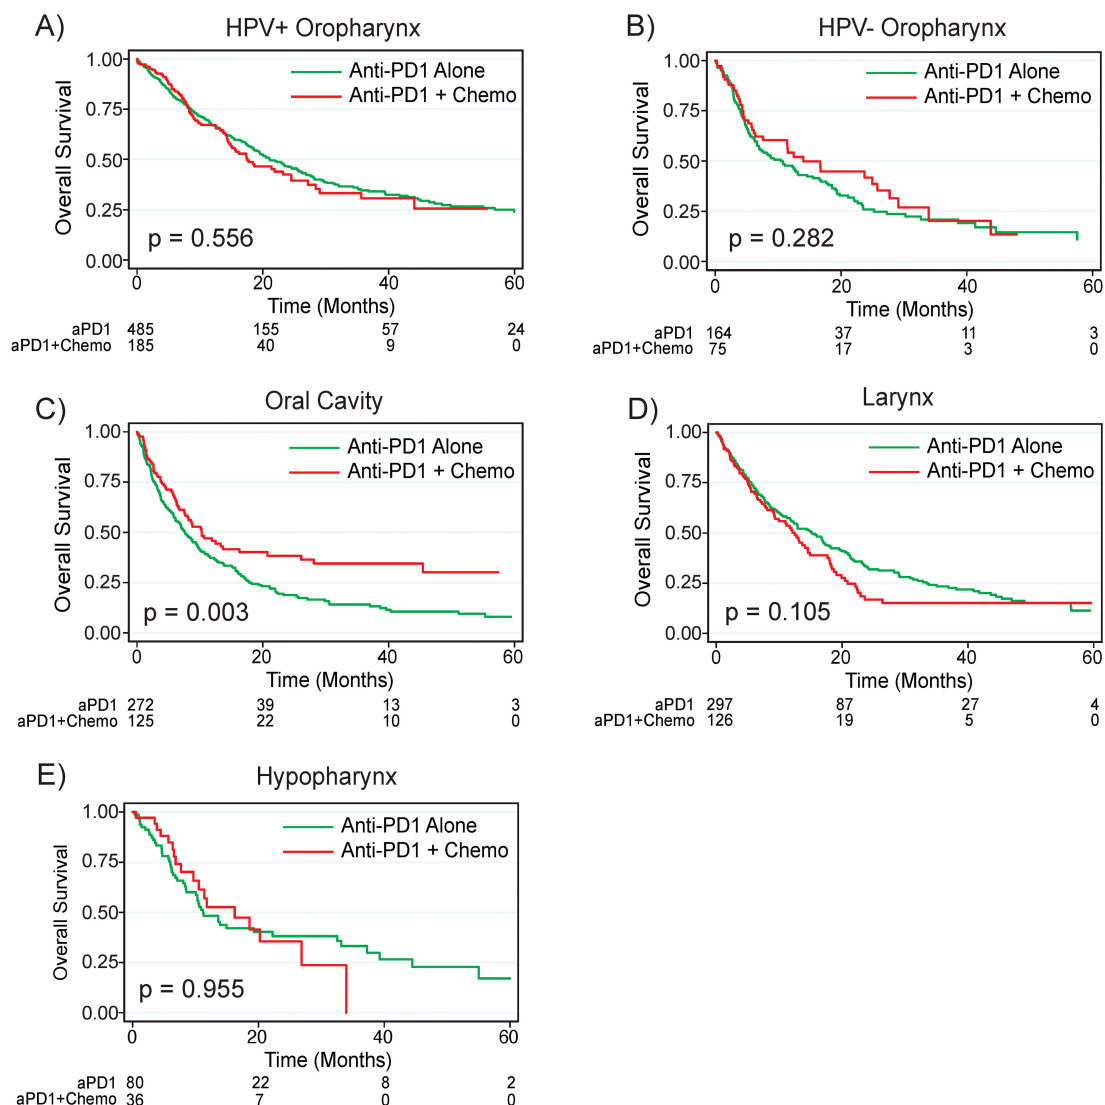 A)
HPV+ Oropharynx
Overall Survival
1.00
0.75
0.50
0.25
0.00
Anti-PD1 Alone
Anti-PD1 + Chemo
p = 0.556
0 20 40 60
Time (Months)
aPD1 485 155 57 24
aPD1+Chemo 185 40 9 0
B)
HPV- Oropharynx
Overall Survival
1.00
0.75
0.50
0.25
0.00
Anti-PD1 Alone
Anti-PD1 + Chemo
p = 0.282
0 20 40 60
Time (Months)
aPD1 164 37 11 3
aPD1+Chemo 75 17 3 0
C)
Oral Cavity
Overall Survival
1.00
0.75
0.50
0.25
0.00
Anti-PD1 Alone
Anti-PD1 + Chemo
p = 0.003
0 20 40 60
Time (Months)
aPD1 272 39 13 3
aPD1+Chemo 125 22 10 0
D)
Larynx
Overall Survival
1.00
0.75
0.50
0.25
0.00
Anti-PD1 Alone
Anti-PD1 + Chemo
p = 0.105
0 20 40 60
Time (Months)
aPD1 297 87 27 4
aPD1+Chemo 126 19 5 0
E)
Hypopharynx
Overall Survival
1.00
0.75
0.50
0.25
0.00
Anti-PD1 Alone
Anti-PD1 + Chemo
p = 0.955
0 20 40 60
Time (Months)
aPD1 80 22 8 2
aPD1+Chemo 36 7 0 0